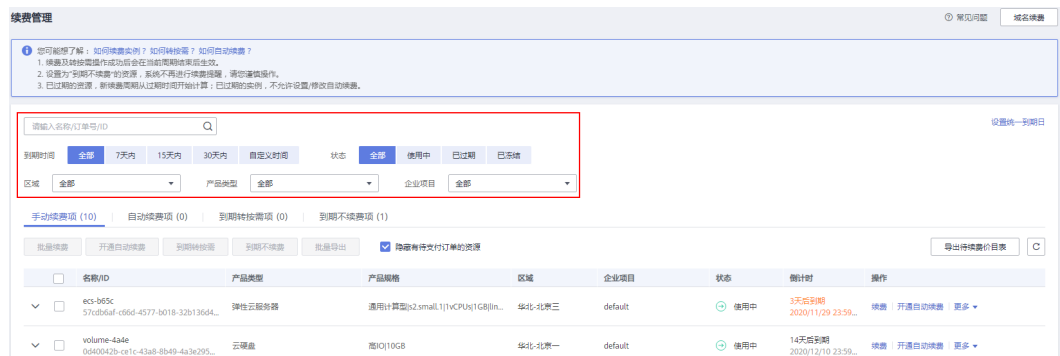 续费管理
常见问题
域名续费
您可能想了解：如何续费实例？如何转按需？如何自动续费？
1. 续费及转按需操作成功后会在当前周期结束后生效。
2. 设置为“到期不续费”的资源，系统不再进行续费提醒，请您谨慎操作。
3. 已过期的资源，新续费周期从过期时间开始计算；已过期的实例，不允许设置/修改自动续费。
请输入名称/订单号/ID
设置统一到期日
到期时间 全部 7天内 15天内 30天内 自定义时间 状态 全部 使用中 已过期 已冻结
区域 全部 产品类型 全部 企业项目 全部
手动续费项 (10) 自动续费项 (0) 到期转按需项 (0) 到期不续费项 (1)
批量续费 开通自动续费 到期转按需 到期不续费 批量导出 隐藏有待支付订单的资源 导出待续费价目表
名称/ID 产品类型 产品规格 区域 企业项目 状态 倒计时 操作
ecs-b65c
57cdb6af-c66d-4577-b018-32b136d4...
弹性云服务器 通用计算型|s2.small.1|1vCPUs|1GB|lin... 华北-北京三 default 使用中
3天后到期
2020/11/29 23:59...
续费 开通自动续费 更多
volume-4a4e
0d40042b-ce1c-43a8-8b49-4a3e295...
云硬盘 高IO|10GB 华北-北京一 default 使用中
14天后到期
2020/12/10 23:59...
续费 开通自动续费 更多